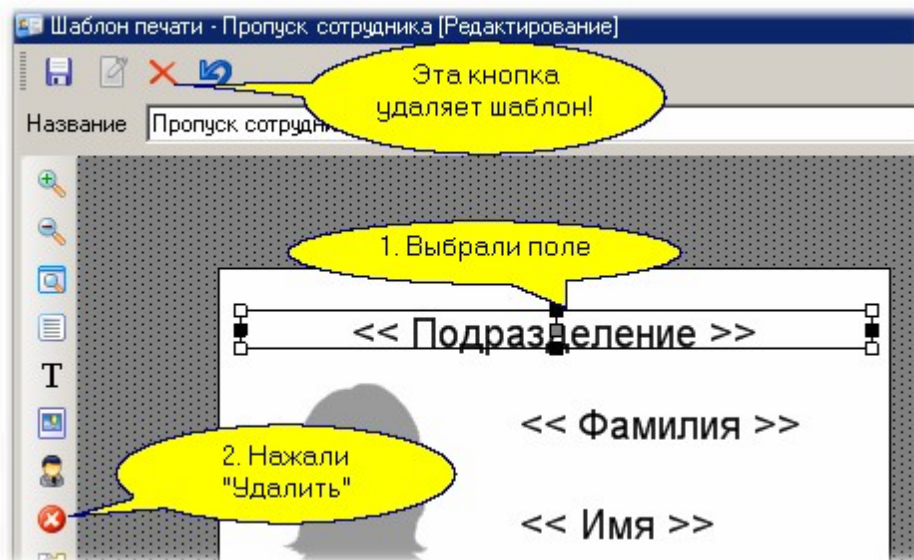 Шаблон печати - Пропуск сотрудника [Редактирование]
Эта кнопка
удаляет шаблон!
Название
Пропуск
1. Выбрали поле
<< Подразделение >>
T
<< Фамилия >>
2. Нажали
"Удалить"
<< Имя >>